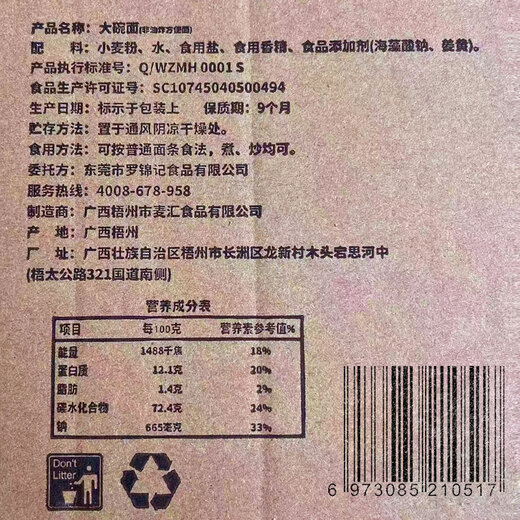 产品名称：大碗面(非油炸方便面)
配　　料：小麦粉、水、食用盐、食用香精、食品添加剂(海藻酸钠、姜黄)。
产品执行标准号：Q/WZMH 0001 S
食品生产许可证号：SC10745040500494
生产日期：标示于包装上　保质期：9个月
贮存方法：置于通风阴凉干燥处。
食用方法：可按普通面条食法，煮、炒均可。
委托方：东莞市罗锦记食品有限公司
服务热线：4008-678-958
制造商：广西梧州市麦汇食品有限公司
产　地：广西梧州
厂　址：广西壮族自治区梧州市长洲区龙新村木头宕思河中
(梧太公路321国道南侧)
营养成分表
项目　每100克　营养素参考值%
能量　1488千焦　18%
蛋白质　12.1克　20%
脂肪　1.4克　2%
碳水化合物　72.4克　24%
钠　665毫克　33%
Don't
Litter
6 973085 210517